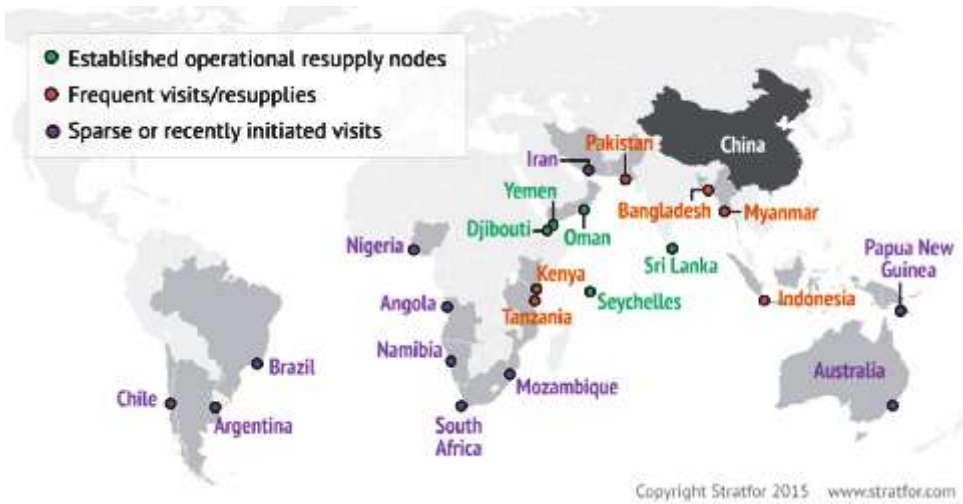 Established operational resupply nodes
Frequent visits/resupplies
Sparse or recently initiated visits
China
Pakistan
Iran
Yemen
Bangladesh
Myanmar
Djibouti
Oman
Nigeria
Sri Lanka
Papua New
Guinea
Kenya
Seychelles
Indonesia
Angola
Tanzania
Namibia
Brazil
Mozambique
Australia
Chile
Argentina
South
Africa
Copyright Stratfor 2015 www.stratfor.com